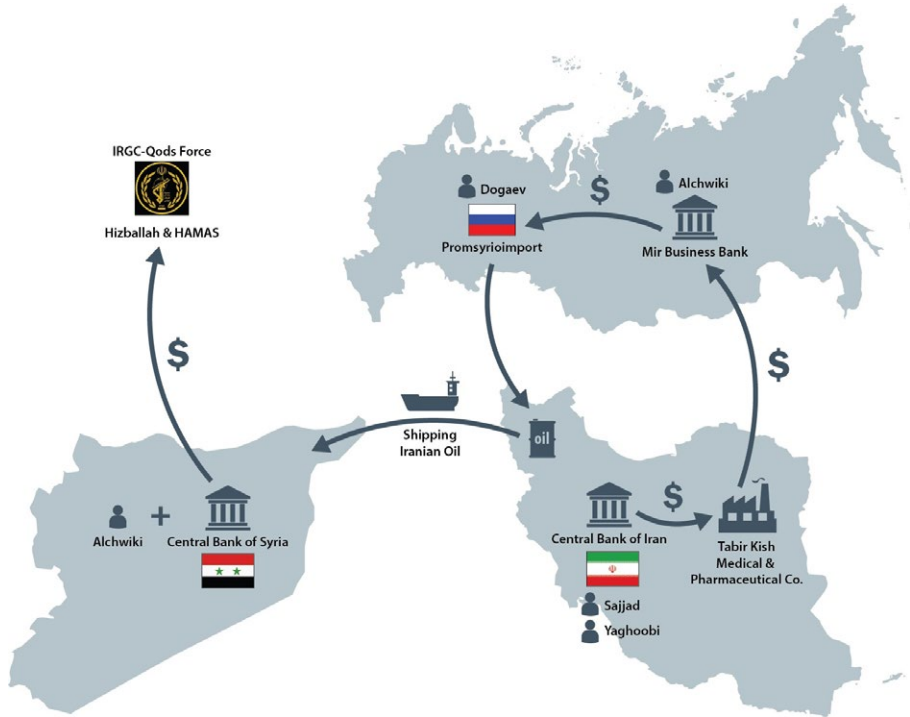 IRGC-Qods Force
Hizballah & HAMAS
$
Dogaev
Promsyrioimport
$
Alchwiki
Mir Business Bank
$
Shipping
Iranian Oil
oil
Alchwiki
+
Central Bank of Syria
Central Bank of Iran
Sajjad
Yaghoobi
$
Tabir Kish
Medical &
Pharmaceutical Co.
$